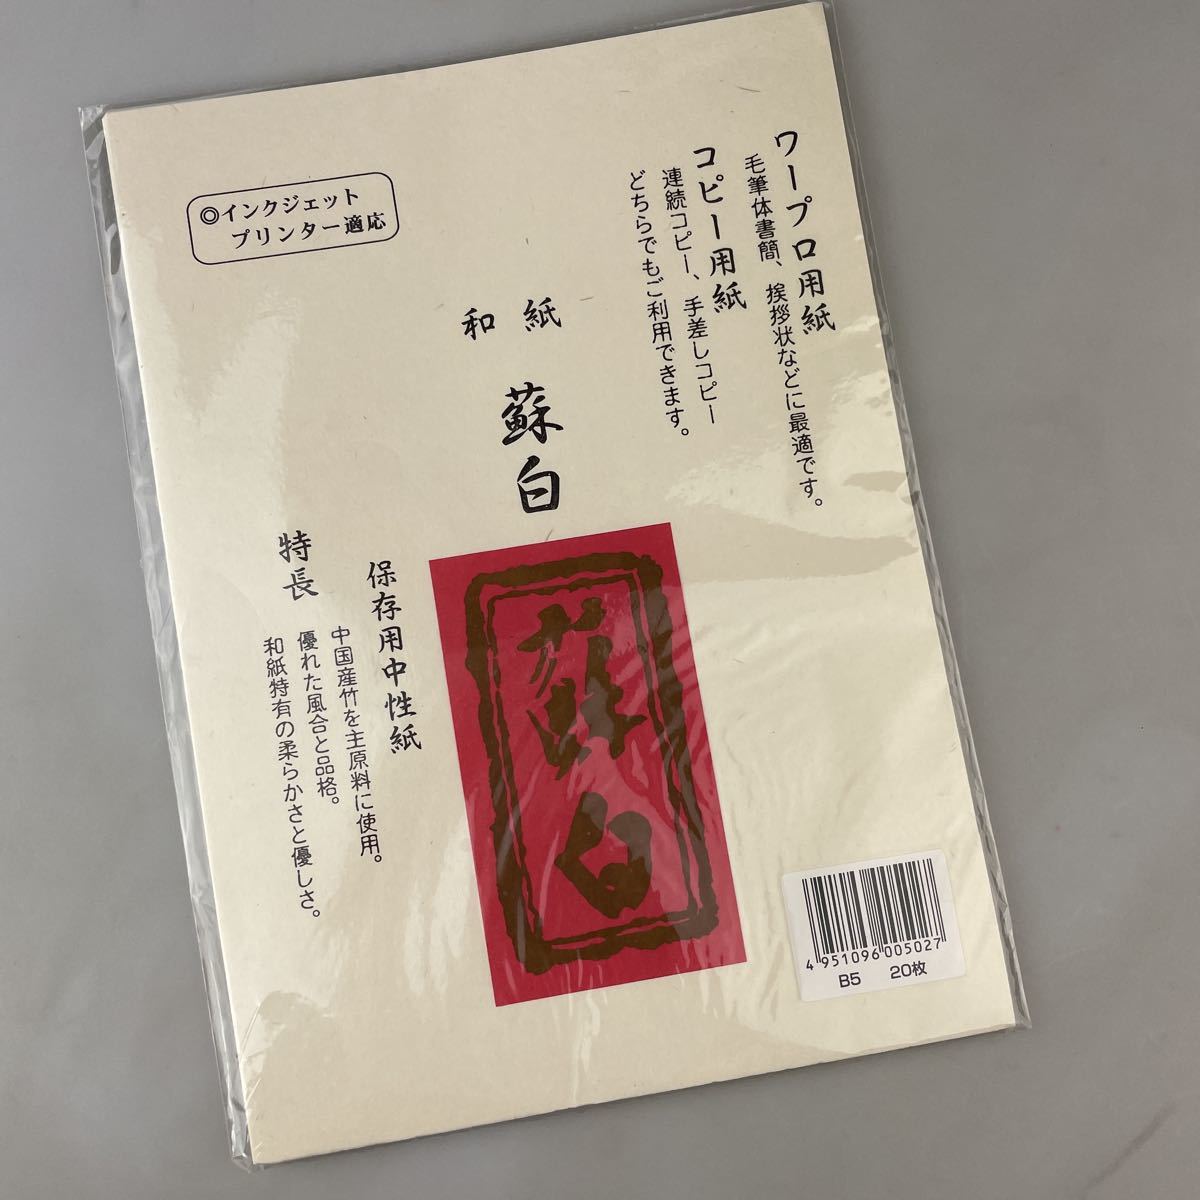 ワープロ用紙
毛筆体書簡、挨拶状などに最適です。
コピー用紙
連続コピー、手差しコピー
どちらでもご利用できます。
◎インクジェット
プリンター適応
和紙
蘇白
蘇白
保存用中性紙
特長
中国産竹を主原料に使用。
優れた風合と品格。
和紙特有の柔らかさと優しさ。
4951096005027
B5 20枚